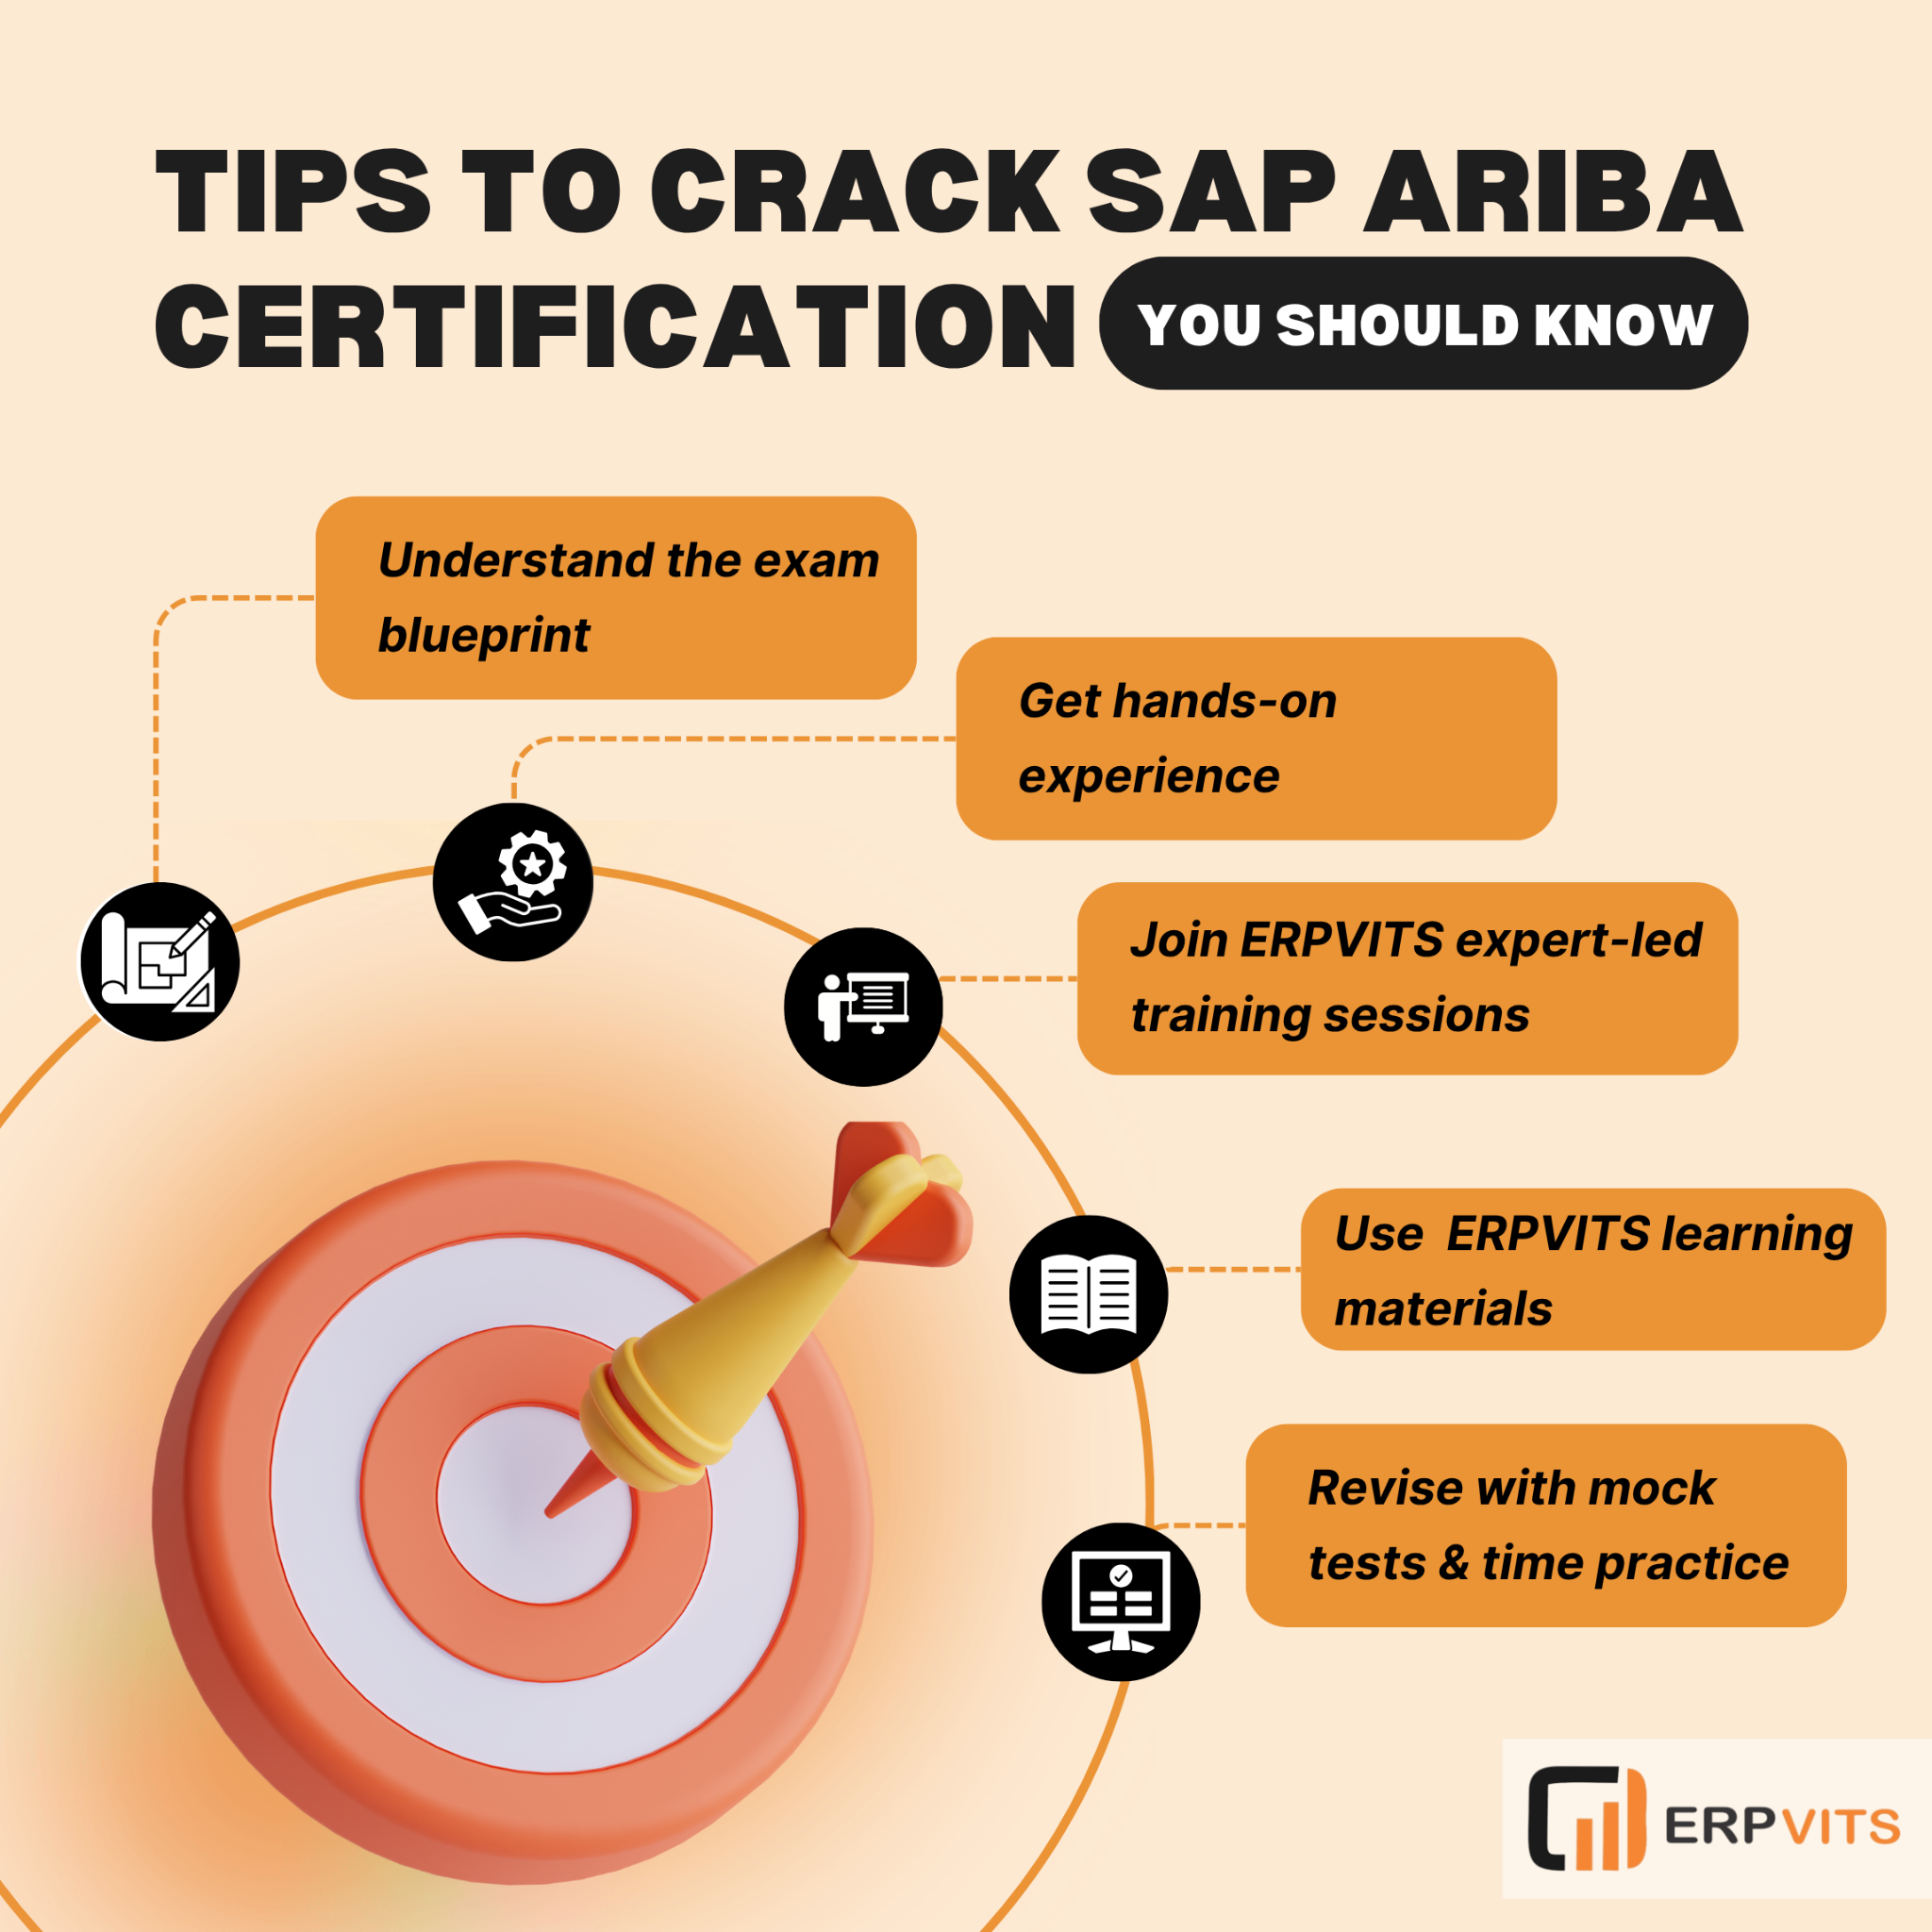 TIPS TO CRACK SAP ARIBA
CERTIFICATION YOU SHOULD KNOW
Understand the exam
blueprint
Get hands-on
experience
Join ERPVITS expert-led
training sessions
Use ERPVITS learning
materials
Revise with mock
tests & time practice
ERPVITS